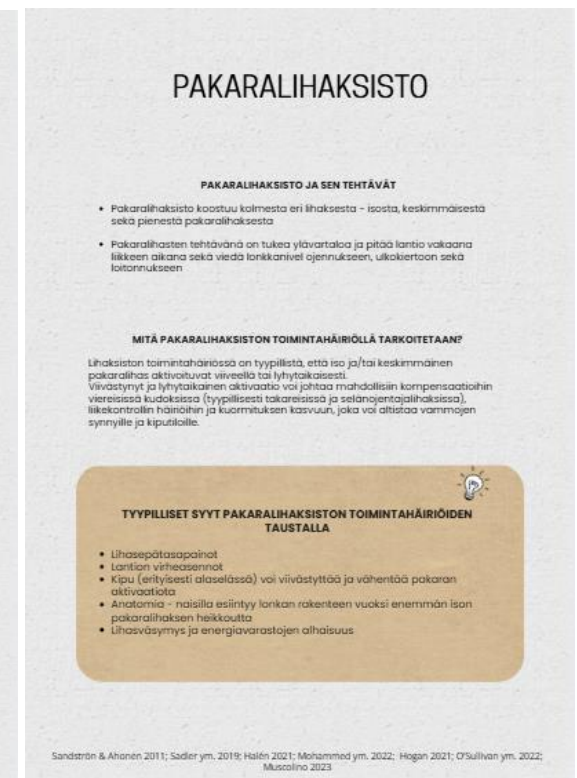 PAKARALIHAKSISTO
PAKARALIHAKSISTO JA SEN TEHTÄVÄT
• Pakaralihaksisto koostuu kolmesta eri lihaksesta - isosta, keskimmäisestä
sekä pienestä pakaralihaksesta
• Pakaralihasten tehtävänä on tukea ylävartaloa ja pitää lantio vakaana
liikkeen aikana sekä viedä lonkkanivel ojennukseen, ulkokiertoon sekä
loitonnukseen
MITÄ PAKARALIHAKSISTON TOIMINTAHÄIRIÖLLÄ TARKOITETAAN?
Lihaksiston toimintahäiriössä on tyypillistä, että iso ja/tai keskimmäinen
pakaralihas aktivoituvat viiveellä tai lyhytaikaisesti.
Viivästynyt ja lyhytaikainen aktivaatio voi johtaa mahdollisiin kompensaatioihin
viereisissä kudoksissa (tyypillisesti takareisissä ja selänojentajalihaksissa),
liikekontrollin häiriöihin ja kuormituksen kasvuun, joka voi altistaa vammojen
synnyille ja kiputiloille.
TYYPILLISET SYYT PAKARALIHAKSISTON TOIMINTAHÄIRIÖIDEN
TAUSTALLA
• Lihasepätasapainot
• Lantion virheasennot
• Kipu (erityisesti alaselässä) voi viivästyttää ja vähentää pakaran
aktivaatiota
• Anatomia - naisilla esiintyy lonkan rakenteen vuoksi enemmän ison
pakaralihaksen heikkoutta
• Lihasväsymys ja energiavarastojen alhaisuus
Sandström & Ahonen 2011; Sadler ym. 2019; Halén 2021; Mohammed ym. 2022; Hogan 2021; O'Sullivan ym. 2022;
Muscolino 2023